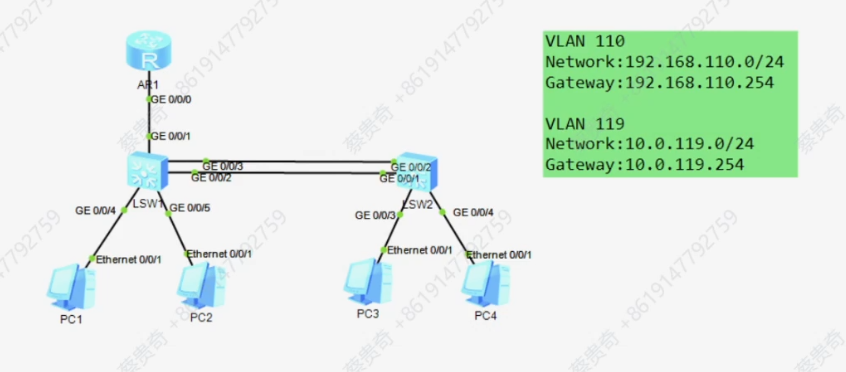 VLAN 110
Network:192.168.110.0/24
Gateway:192.168.110.254
VLAN 119
Network:10.0.119.0/24
Gateway:10.0.119.254
R
AR1
GE 0/0/0
GE 0/0/1
GE 0/0/3
GE 0/0/2
GE 0/0/2
GE 0/0/1
LSW1
LSW2
GE 0/0/4
GE 0/0/5
GE 0/0/3
GE 0/0/4
Ethernet 0/0/1
Ethernet 0/0/1
Ethernet 0/0/1
Ethernet 0/0/1
PC1
PC2
PC3
PC4
蔡贵奇 +8619147792759